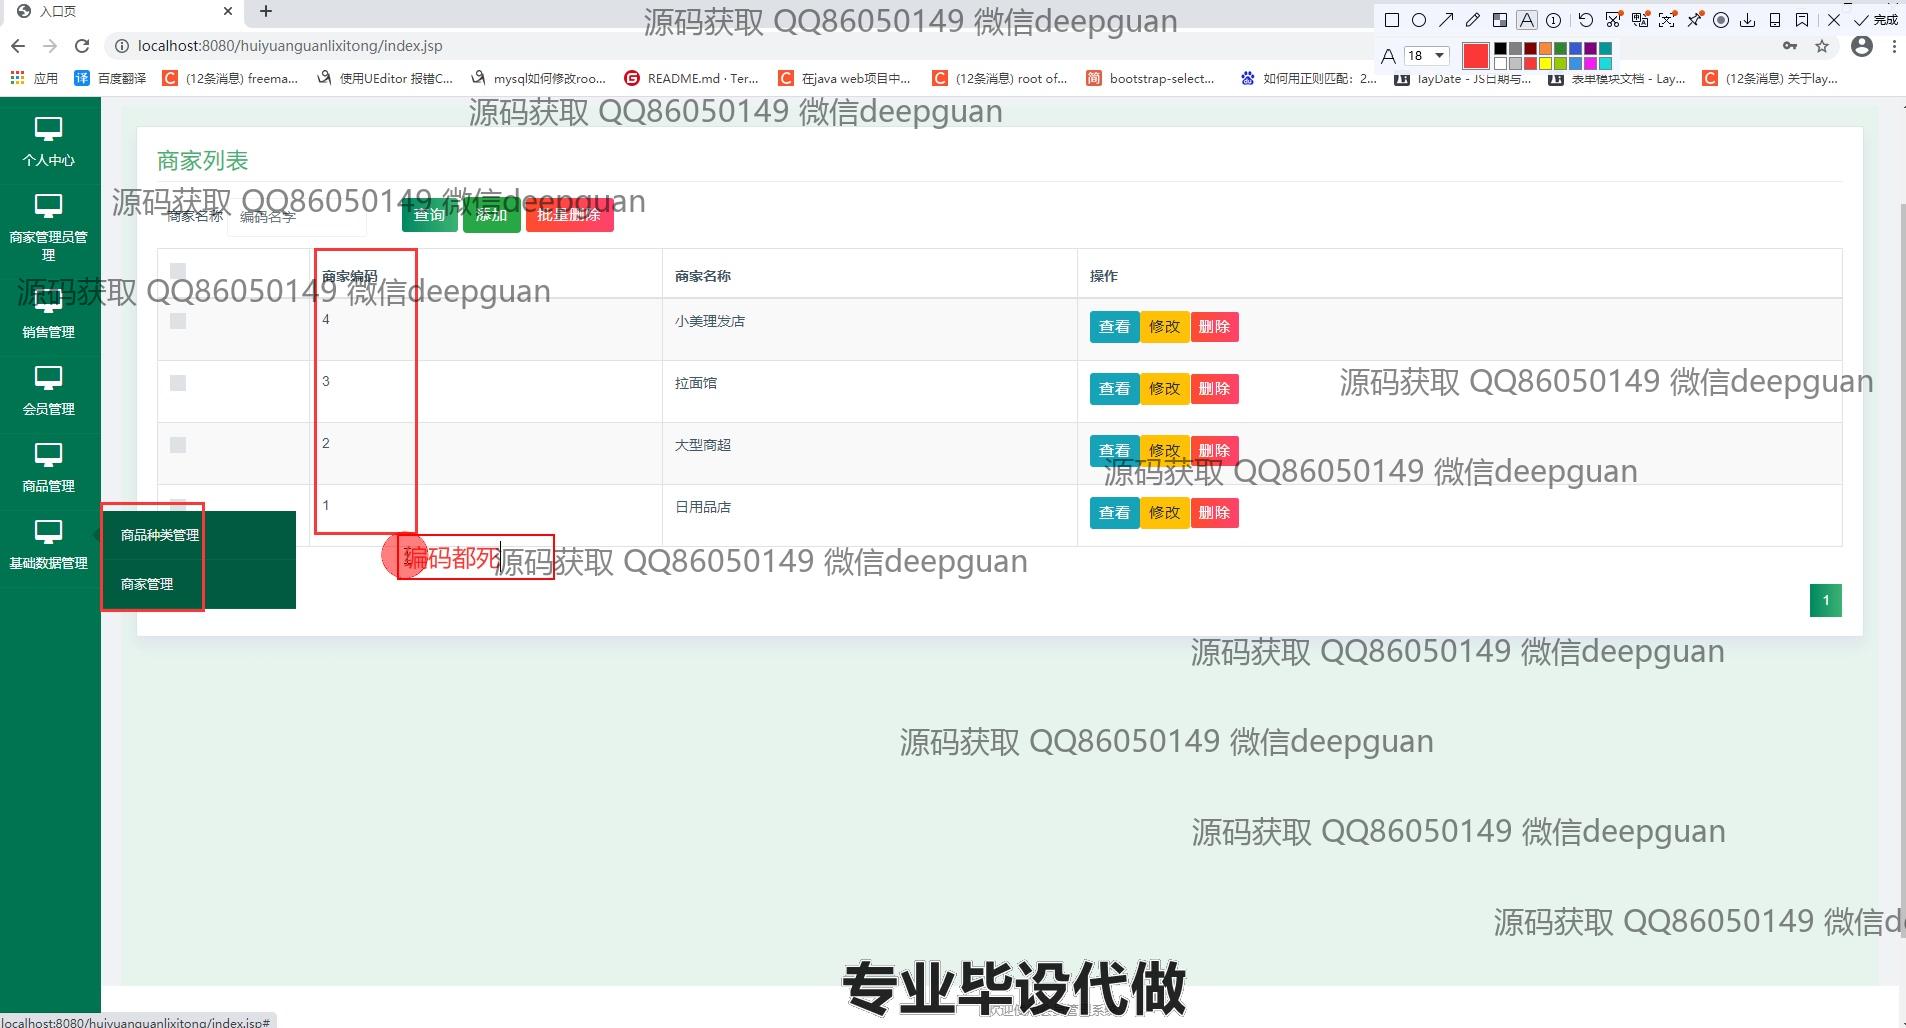 入口页
源码获取 QQ86050149 微信deepguan
完成
localhost:8080/huiyuanguanlixitong/index.jsp
18
应用
百度翻译
(12条消息) freema...
使用UEditor 报错C...
mysql如何修改roo...
README.md · Ter...
在java web项目中...
(12条消息) root of...
bootstrap-select...
如何用正则匹配：2...
layDate - JS日期与...
表单模块文档 - Lay...
(12条消息) 关于lay...
源码获取 QQ86050149 微信deepguan
个人中心
商家列表
源码获取 QQ86050149 微信deepguan
商家名称
编码名字
查询
添加
批量删除
商家管理员管
理
商家编码
商家名称
操作
源码获取 QQ86050149 微信deepguan
销售管理
4
小美理发店
查看
修改
删除
3
拉面馆
查看
修改
删除
源码获取 QQ86050149 微信deepguan
会员管理
2
大型商超
查看
修改
删除
源码获取 QQ86050149 微信deepguan
商品管理
1
日用品店
查看
修改
删除
商品种类管理
基础数据管理
编码都死
源码获取 QQ86050149 微信deepguan
商家管理
1
源码获取 QQ86050149 微信deepguan
源码获取 QQ86050149 微信deepguan
源码获取 QQ86050149 微信deepguan
源码获取 QQ86050149 微信de
专业毕设代做
localhost:8080/huiyuanguanlixitong/index.jsp#